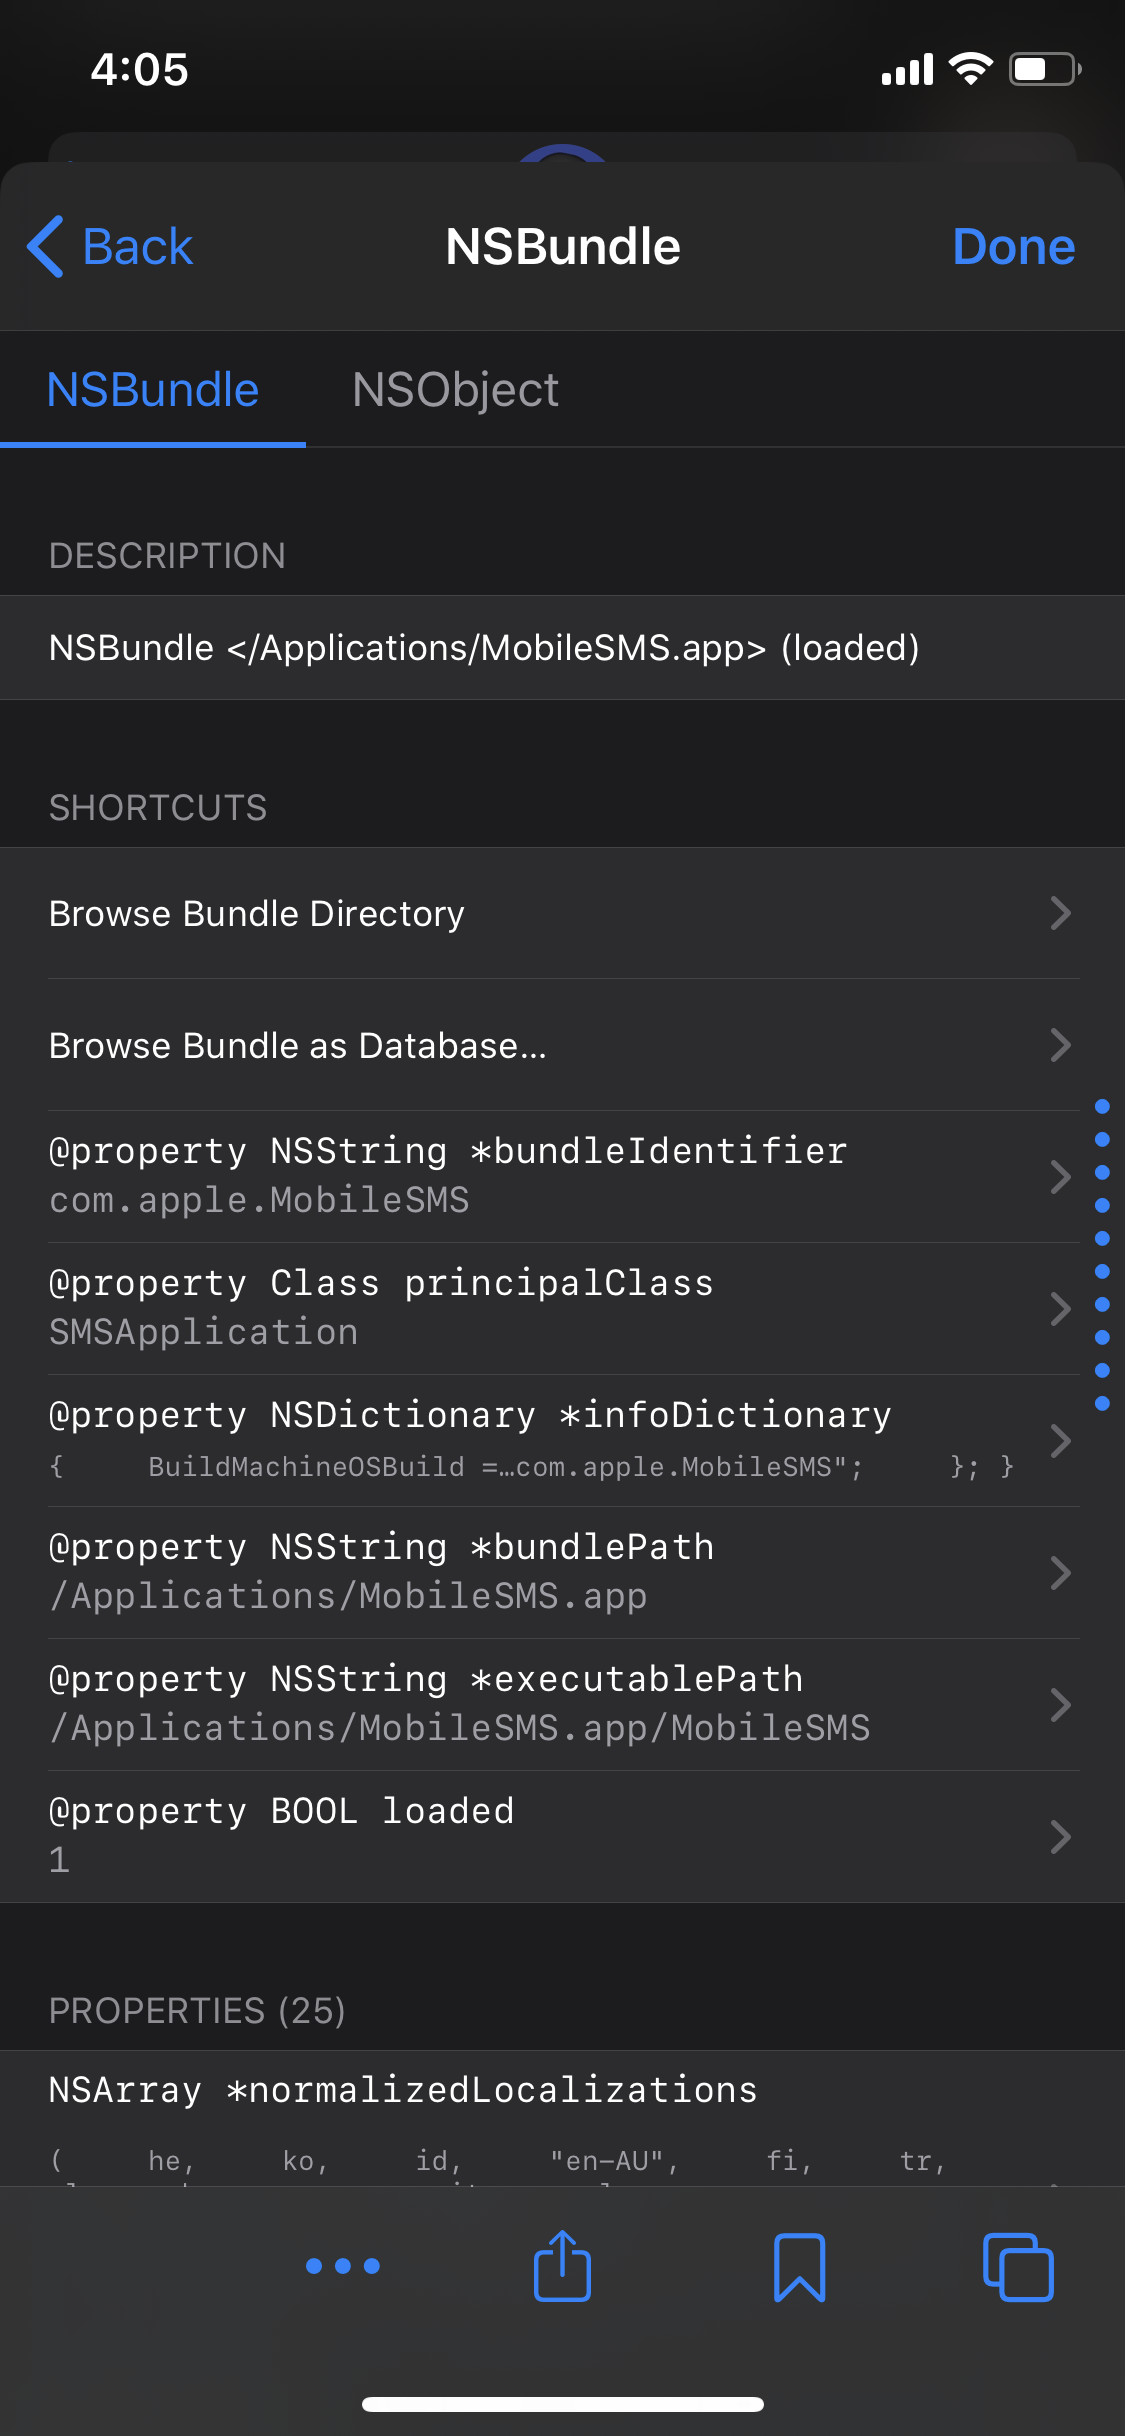 4:05
Back
NSBundle
Done
NSBundle
NSObject
DESCRIPTION
NSBundle </Applications/MobileSMS.app> (loaded)
SHORTCUTS
Browse Bundle Directory
Browse Bundle as Database...
@property NSString *bundleIdentifier
com.apple.MobileSMS
@property Class principalClass
SMSApplication
@property NSDictionary *infoDictionary
{ BuildMachineOSBuild =…com.apple.MobileSMS"; }; }
@property NSString *bundlePath
/Applications/MobileSMS.app
@property NSString *executablePath
/Applications/MobileSMS.app/MobileSMS
@property BOOL loaded
1
PROPERTIES (25)
NSArray *normalizedLocalizations
( he, ko, id, "en-AU", fi, tr,